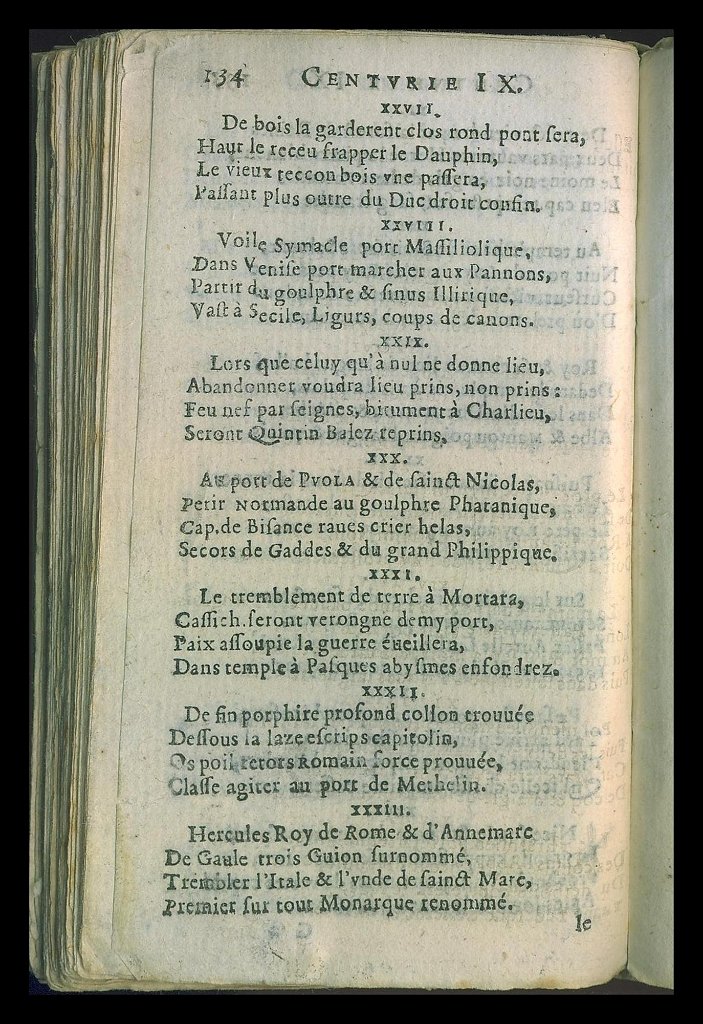 134 CENTVRIE IX.
XXVII.
De bois la garderent clos rond pont ſera,
Haut le receu frapper le Dauphin,
Le vieux teccon bois vne paſſera,
Paſſant plus outre du Duc droit confin.
XXVIII.
Voile Symacle port Maſſiliolique,
Dans Veniſe port marcher aux Pannons,
Partir du goulphre & ſinus Illirique,
Vaſt à Secile, Ligurs, coups de canons.
XXIX.
Lors que celuy qu'à nul ne donne lieu,
Abandonner voudra lieu prins, non prins :
Feu nef par ſeignes, bitument à Charlieu,
Seront Quintin Balez reprins.
XXX.
Au port de PVOLA & de ſainct Nicolas,
Petir NORmande au goulphre Phatanique,
Cap. de Biſance raues crier helas,
Secors de Gaddes & du grand Philippique.
XXXI.
Le tremblement de terre à Mortara,
Caſſich. ſeront verongne demy port,
Paix aſſoupie la guerre éueillera,
Dans temple à Paſques abyſmes enfondrez.
XXXII.
De fin porphire profond collon trouuée
Deſſous la laze eſcrips capitolin,
Os poil retors Romain force prouuée,
Claſſe agiter au port de Methelin.
XXXIII.
Hercules Roy de Rome & d'Annemarc
De Gaule trois Guion ſurnommé,
Trembler l'Itale & l'vnde de ſainct Marc,
Premier ſur tout Monarque renommé.
le